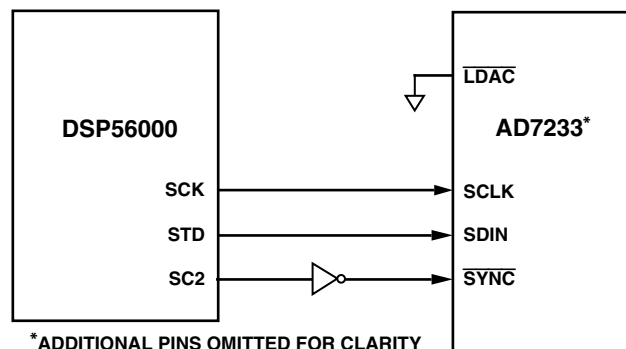 LDAC
DSP56000
AD7233*
SCK
SCLK
STD
SDIN
SC2
SYNC
*ADDITIONAL PINS OMITTED FOR CLARITY